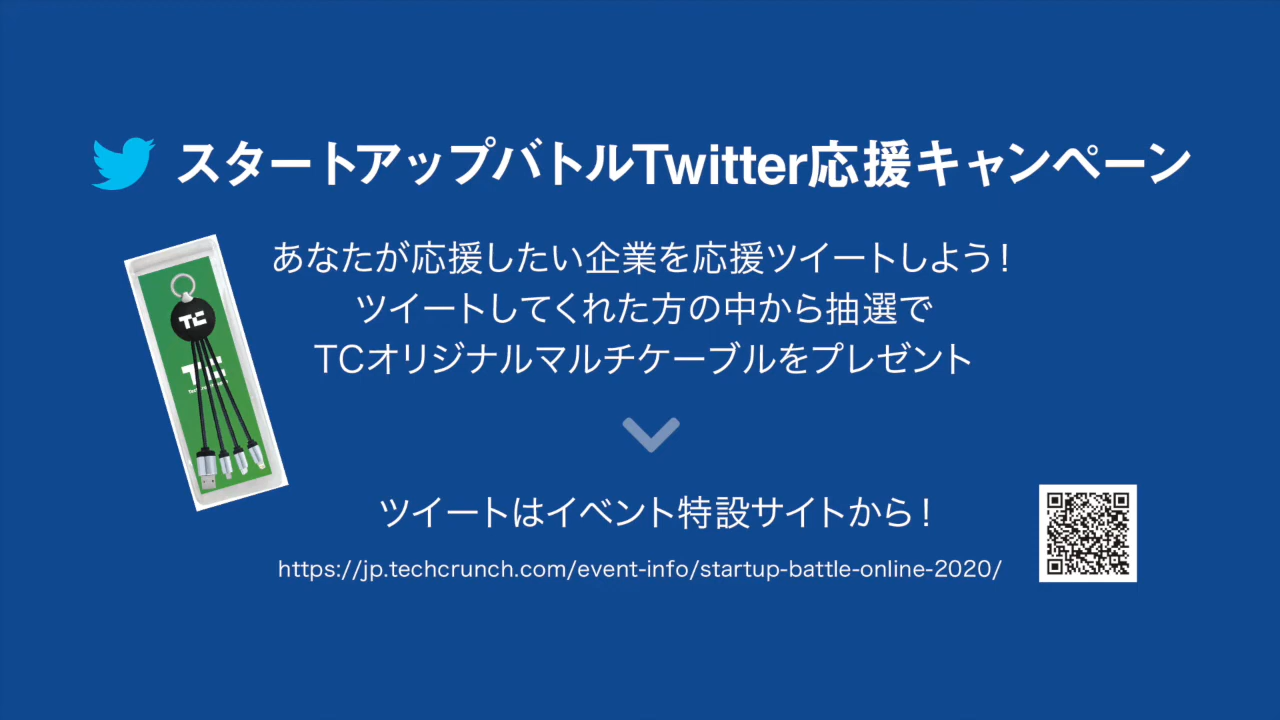 スタートアップバトルTwitter応援キャンペーン
あなたが応援したい企業を応援ツイートしよう！
ツイートしてくれた方の中から抽選で
TCオリジナルマルチケーブルをプレゼント
TC
TC
ツイートはイベント特設サイトから！
https://jp.techcrunch.com/event-info/startup-battle-online-2020/